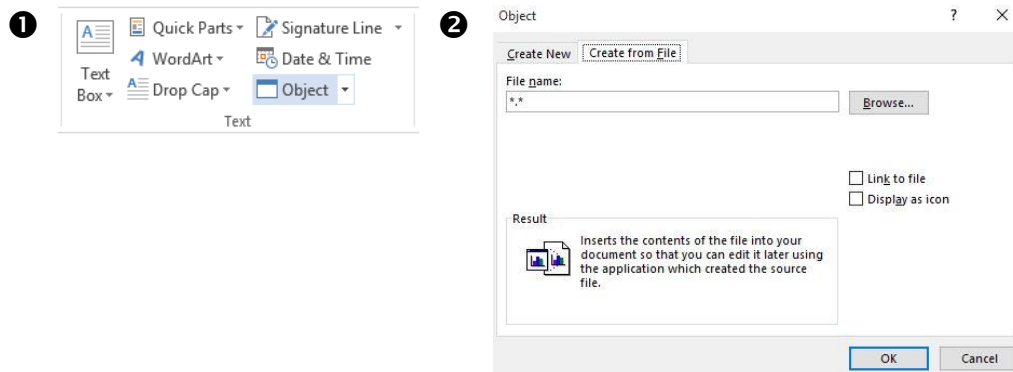 ❶
Text Box
Quick Parts
WordArt
Drop Cap
Signature Line
Date & Time
Object
Text
❷
Object
?
Create New
Create from File
File name:
*.*
Browse...
Link to file
Display as icon
Result
Inserts the contents of the file into your
document so that you can edit it later using
the application which created the source
file.
OK
Cancel